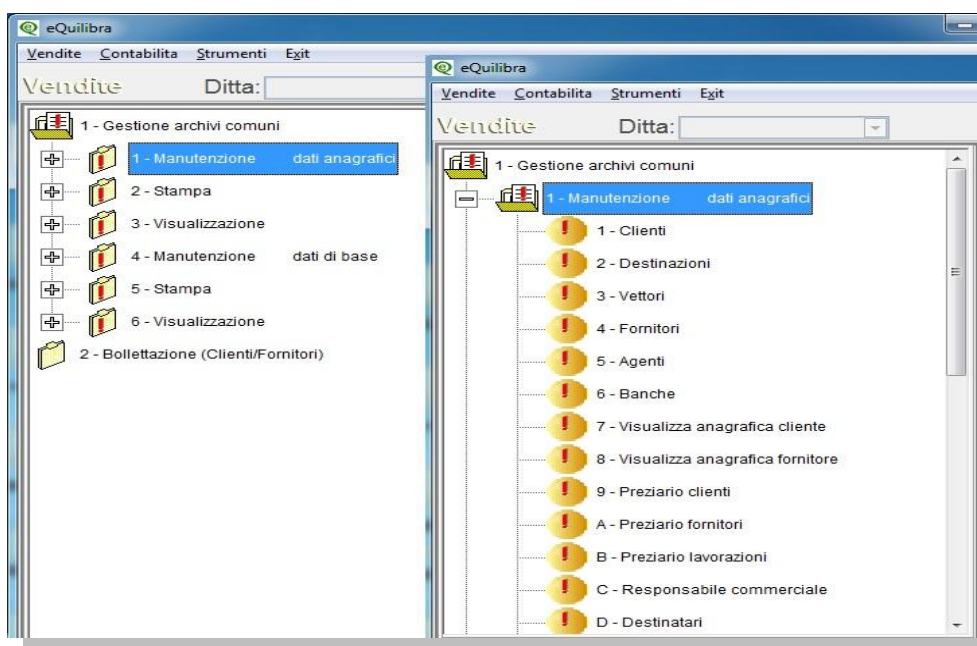 eQuilibra
Vendite Contabilita Strumenti Exit
Vendite Ditta:
1 - Gestione archivi comuni
1 - Manutenzione dati anagrafici
2 - Stampa
3 - Visualizzazione
4 - Manutenzione dati di base
5 - Stampa
6 - Visualizzazione
2 - Bollettazione (Clienti/Fornitori)
eQuilibra
Vendite Contabilita Strumenti Exit
Vendite Ditta:
1 - Gestione archivi comuni
1 - Manutenzione dati anagrafici
1 - Clienti
2 - Destinazioni
3 - Vettori
4 - Fornitori
5 - Agenti
6 - Banche
7 - Visualizza anagrafica cliente
8 - Visualizza anagrafica fornitore
9 - Preziario clienti
A - Preziario fornitori
B - Preziario lavorazioni
C - Responsabile commerciale
D - Destinatari